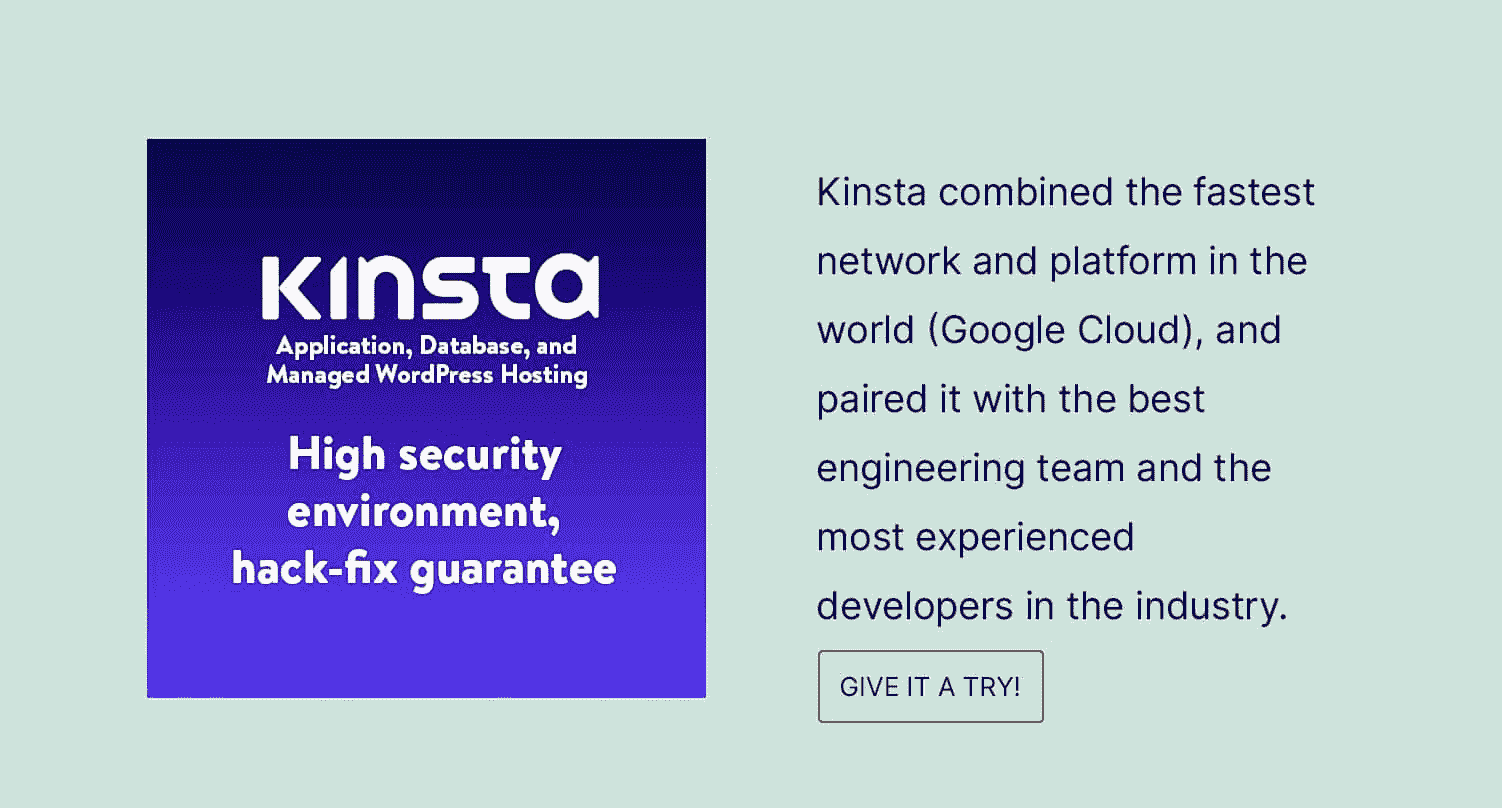 KINSTA
Application, Database, and
Managed WordPress Hosting
High security
environment,
hack-fix guarantee
Kinsta combined the fastest
network and platform in the
world (Google Cloud), and
paired it with the best
engineering team and the
most experienced
developers in the industry.
GIVE IT A TRY!